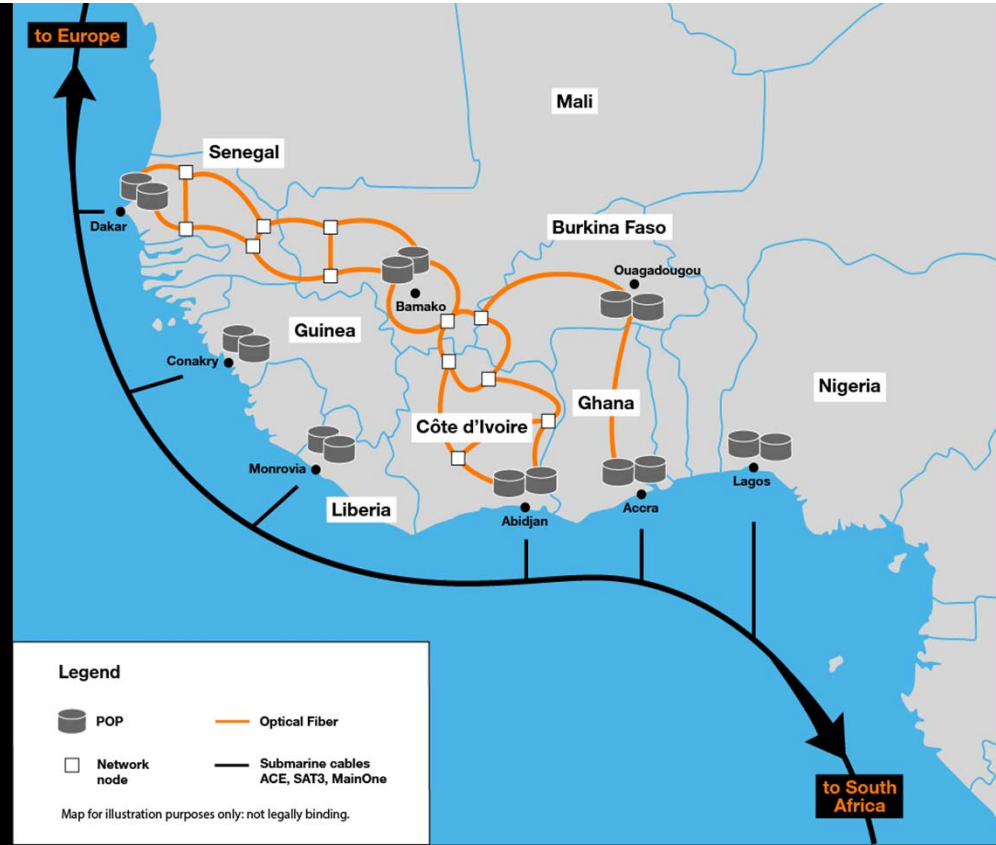 to Europe
Mali
Senegal
Burkina Faso
Dakar
Ouagadougou
Bamako
Guinea
Conakry
Nigeria
Ghana
Côte d’Ivoire
Monrovia
Lagos
Liberia
Accra
Abidjan
Legend
POP
Optical Fiber
Network
node
Submarine cables
ACE, SAT3, MainOne
Map for illustration purposes only: not legally binding.
to South
Africa